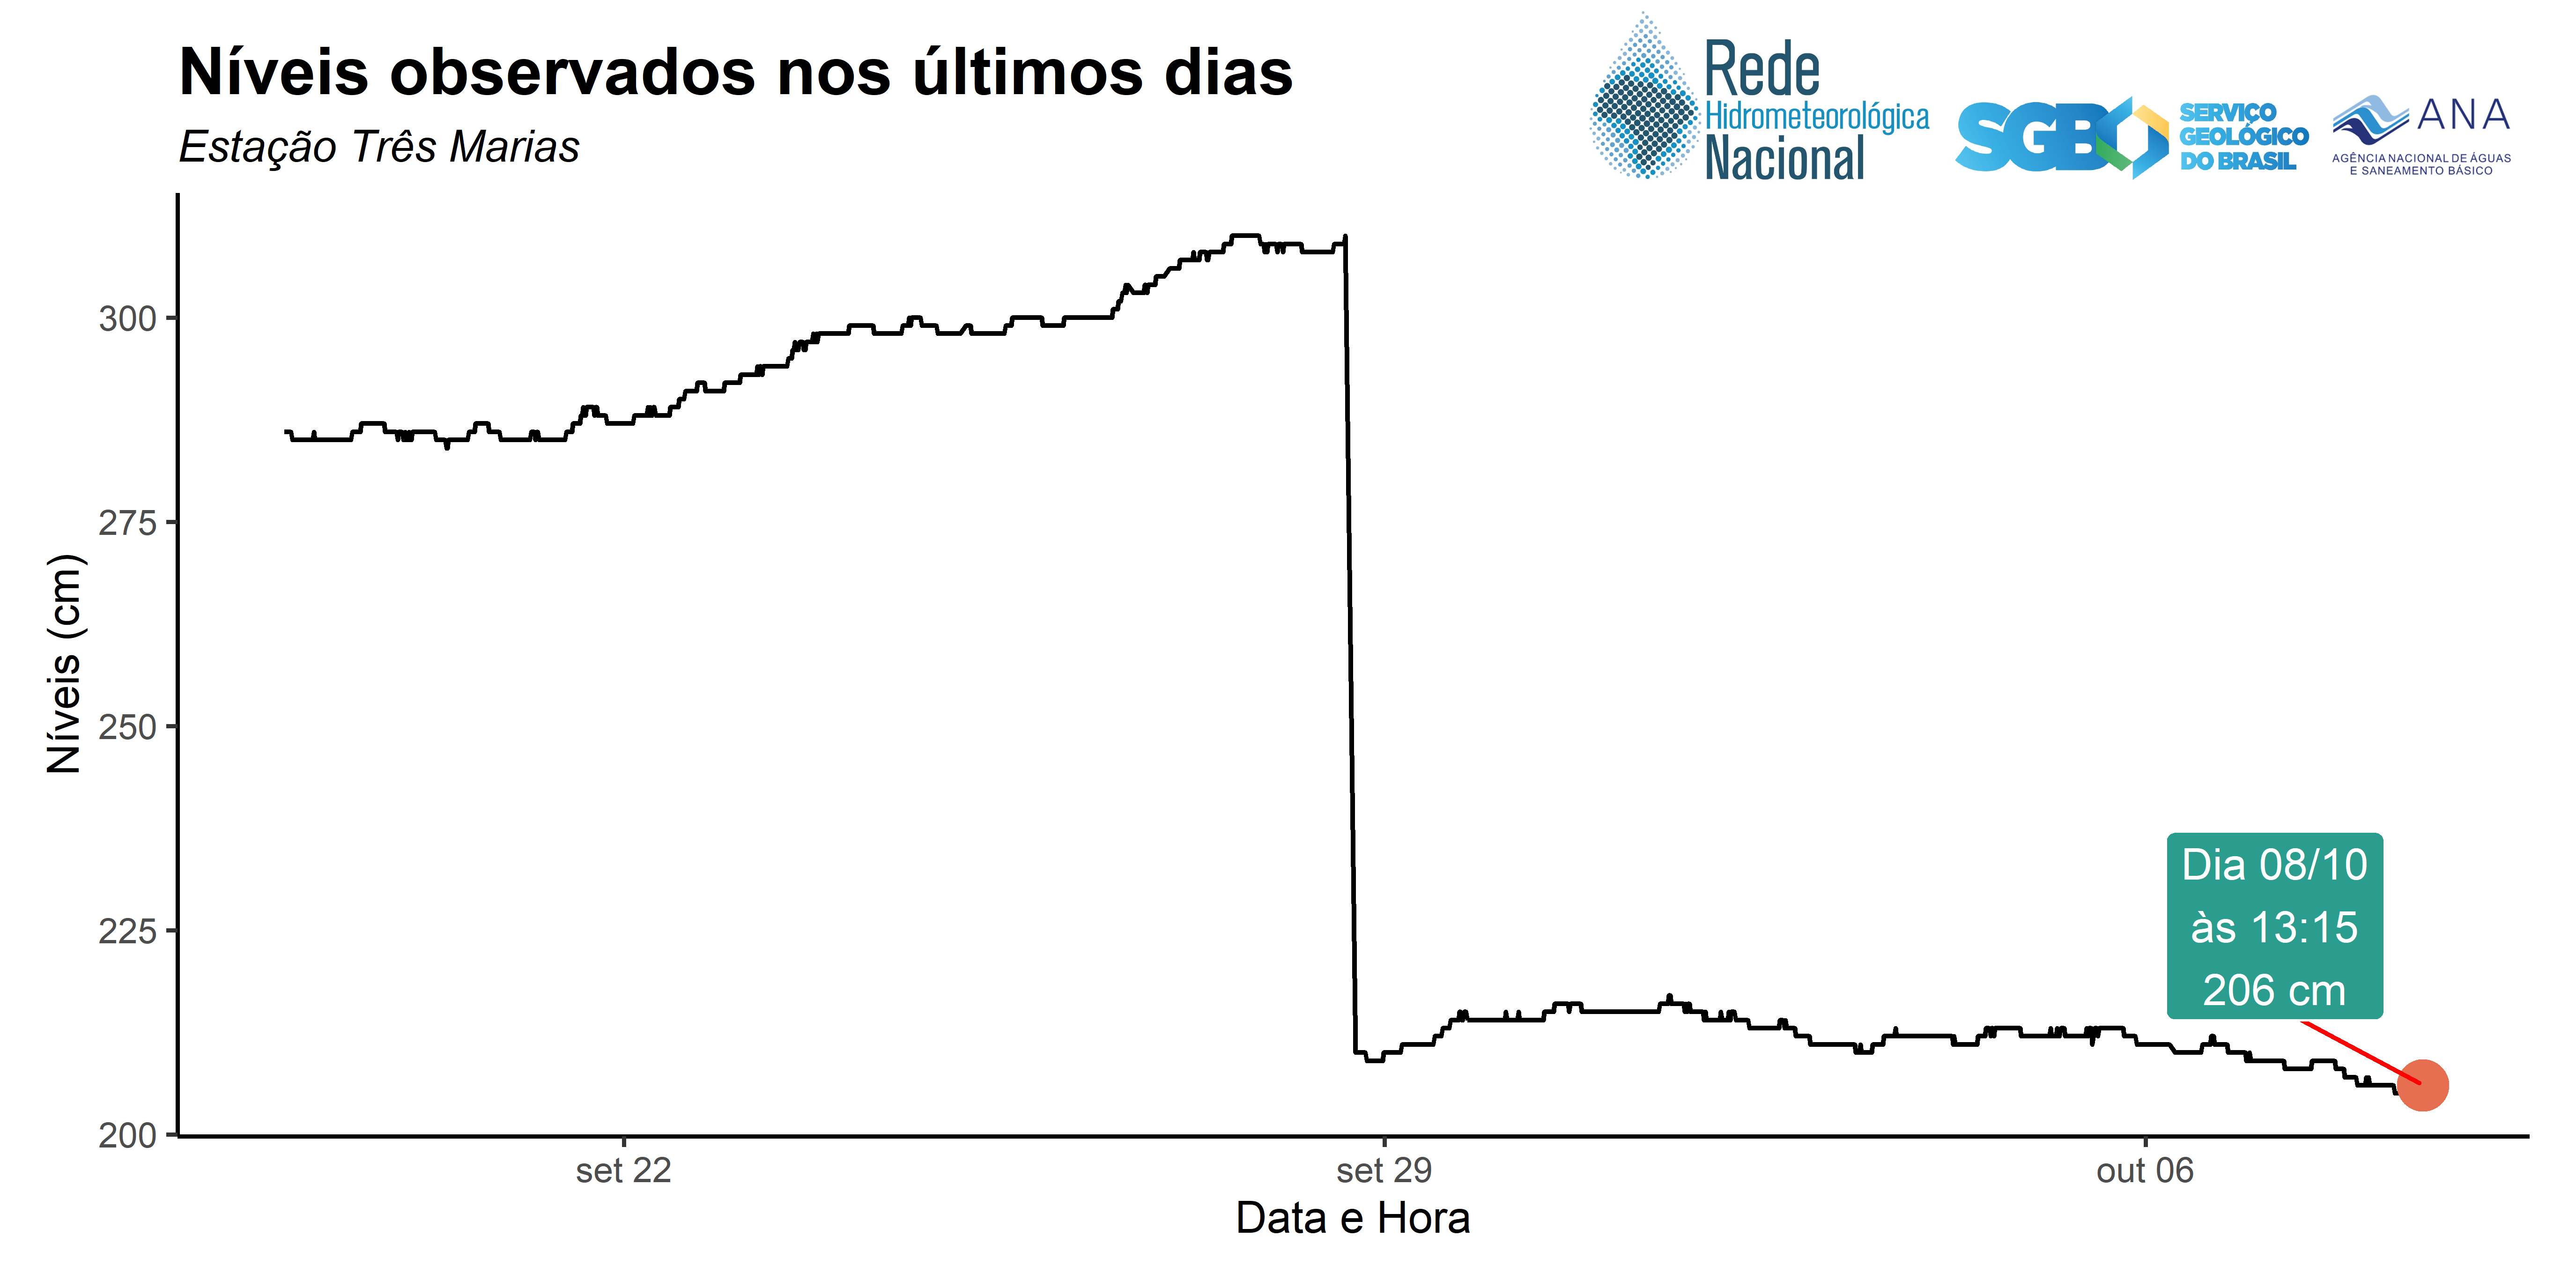 Níveis observados nos últimos dias
Estação Três Marias
Rede
Hidrometeorológica
Nacional
SGB
SERVIÇO
GEOLÓGICO
DO BRASIL
ANA
AGÊNCIA NACIONAL DE ÁGUAS
E SANEAMENTO BÁSICO
Níveis (cm)
300
275
250
225
200
Dia 08/10
às 13:15
206 cm
set 22
set 29
out 06
Data e Hora